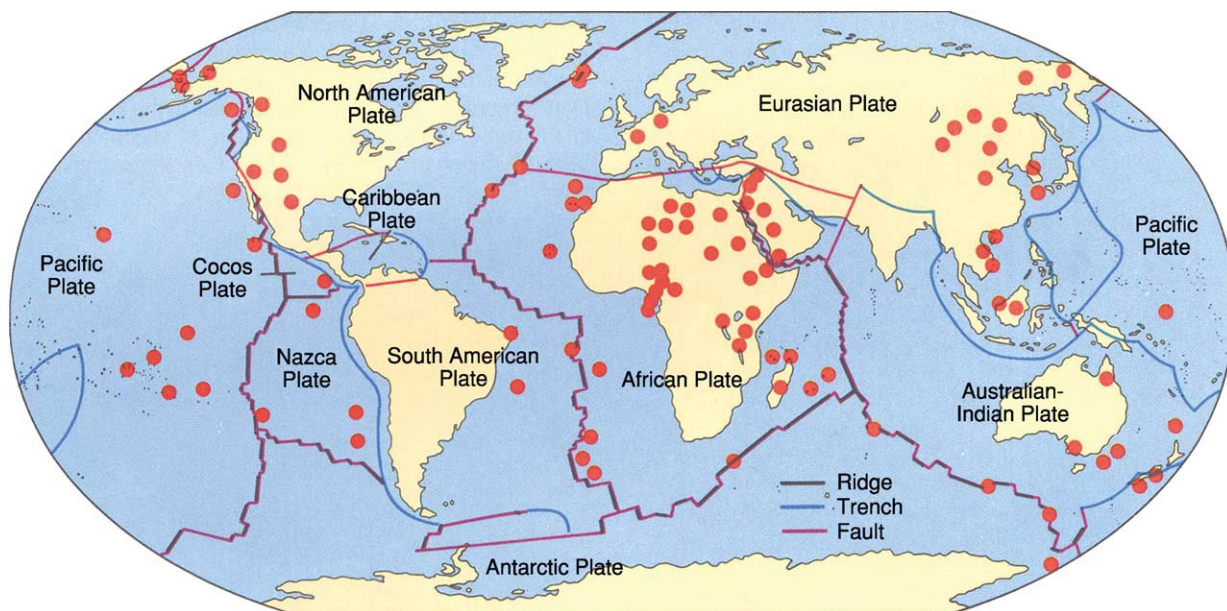 North American
Plate
Eurasian Plate
Caribbean
Plate
Pacific
Plate
Cocos
Plate
Pacific
Plate
Nazca
Plate
South American
Plate
African Plate
Australian-
Indian Plate
Ridge
Trench
Fault
Antarctic Plate